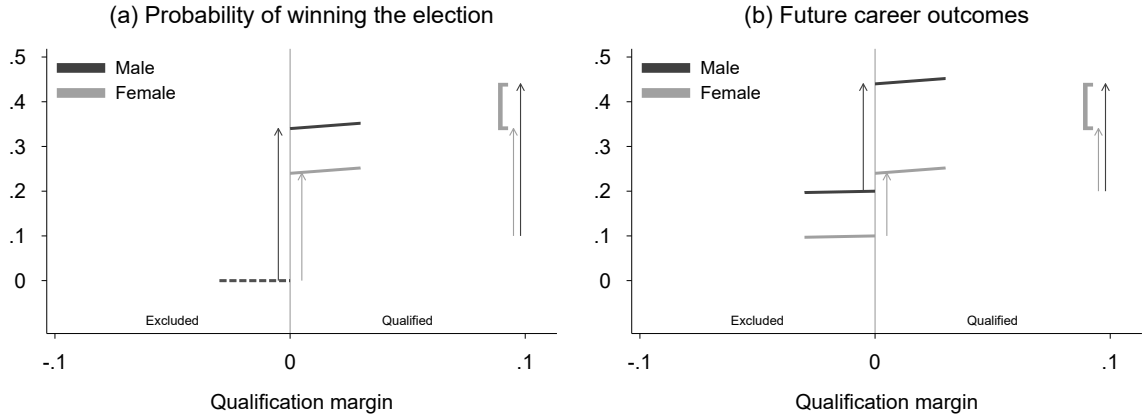 (a) Probability of winning the election
.5
.4
.3
.2
.1
0
Male
Female
Excluded
Qualified
-.1
0
.1
Qualification margin
(b) Future career outcomes
.5
.4
.3
.2
.1
0
Male
Female
Excluded
Qualified
-.1
0
.1
Qualification margin